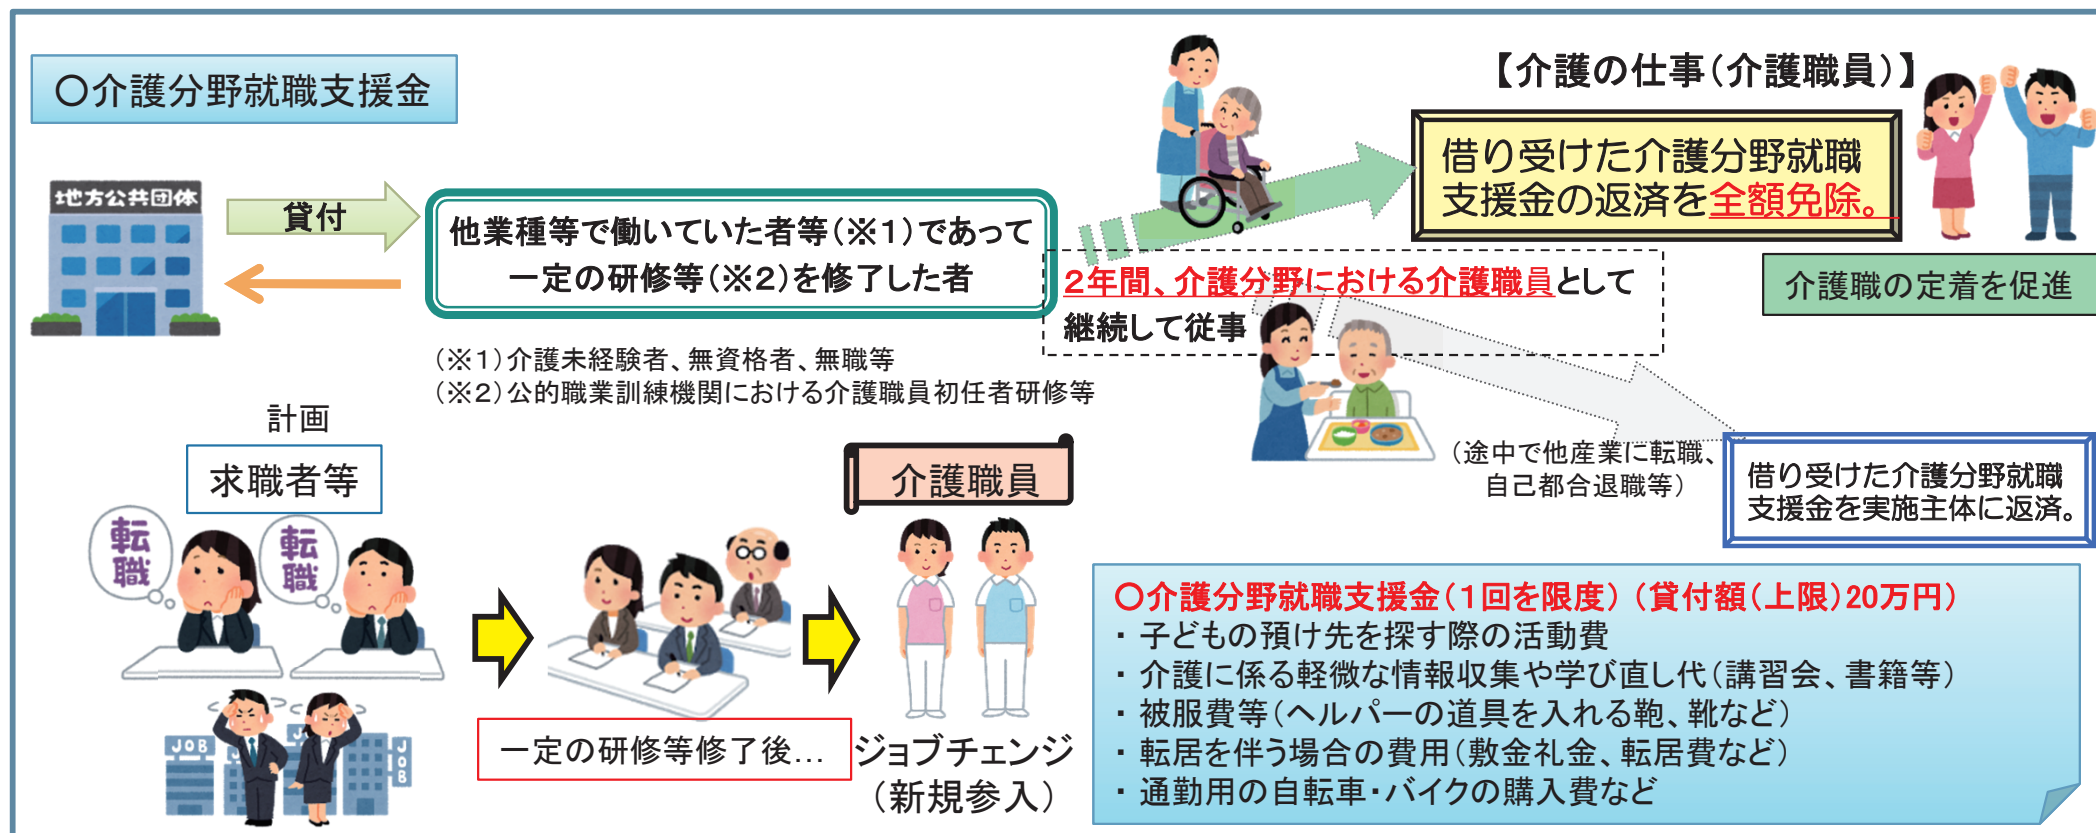 〇介護分野就職支援金
【介護の仕事(介護職員)】
借り受けた介護分野就職
支援金の返済を全額免除。
介護職の定着を促進
地方公共団体
貸付
他業種等で働いていた者等(※1)であって
一定の研修等(※2)を修了した者
2年間、介護分野における介護職員として
継続して従事
(※1)介護未経験者、無資格者、無職等
(※2)公的職業訓練機関における介護職員初任者研修等
(途中で他産業に転職、
自己都合退職等)
借り受けた介護分野就職
支援金を実施主体に返済。
計画
求職者等
転職
転職
JOB
J
J
JOB
一定の研修等修了後…
介護職員
ジョブチェンジ
(新規参入)
〇介護分野就職支援金(1回を限度)(貸付額(上限)20万円)
・ 子どもの預け先を探す際の活動費
・ 介護に係る軽微な情報収集や学び直し代(講習会、書籍等)
・ 被服費等(ヘルパーの道具を入れる鞄、靴など)
・ 転居を伴う場合の費用(敷金礼金、転居費など)
・ 通勤用の自転車・バイクの購入費など